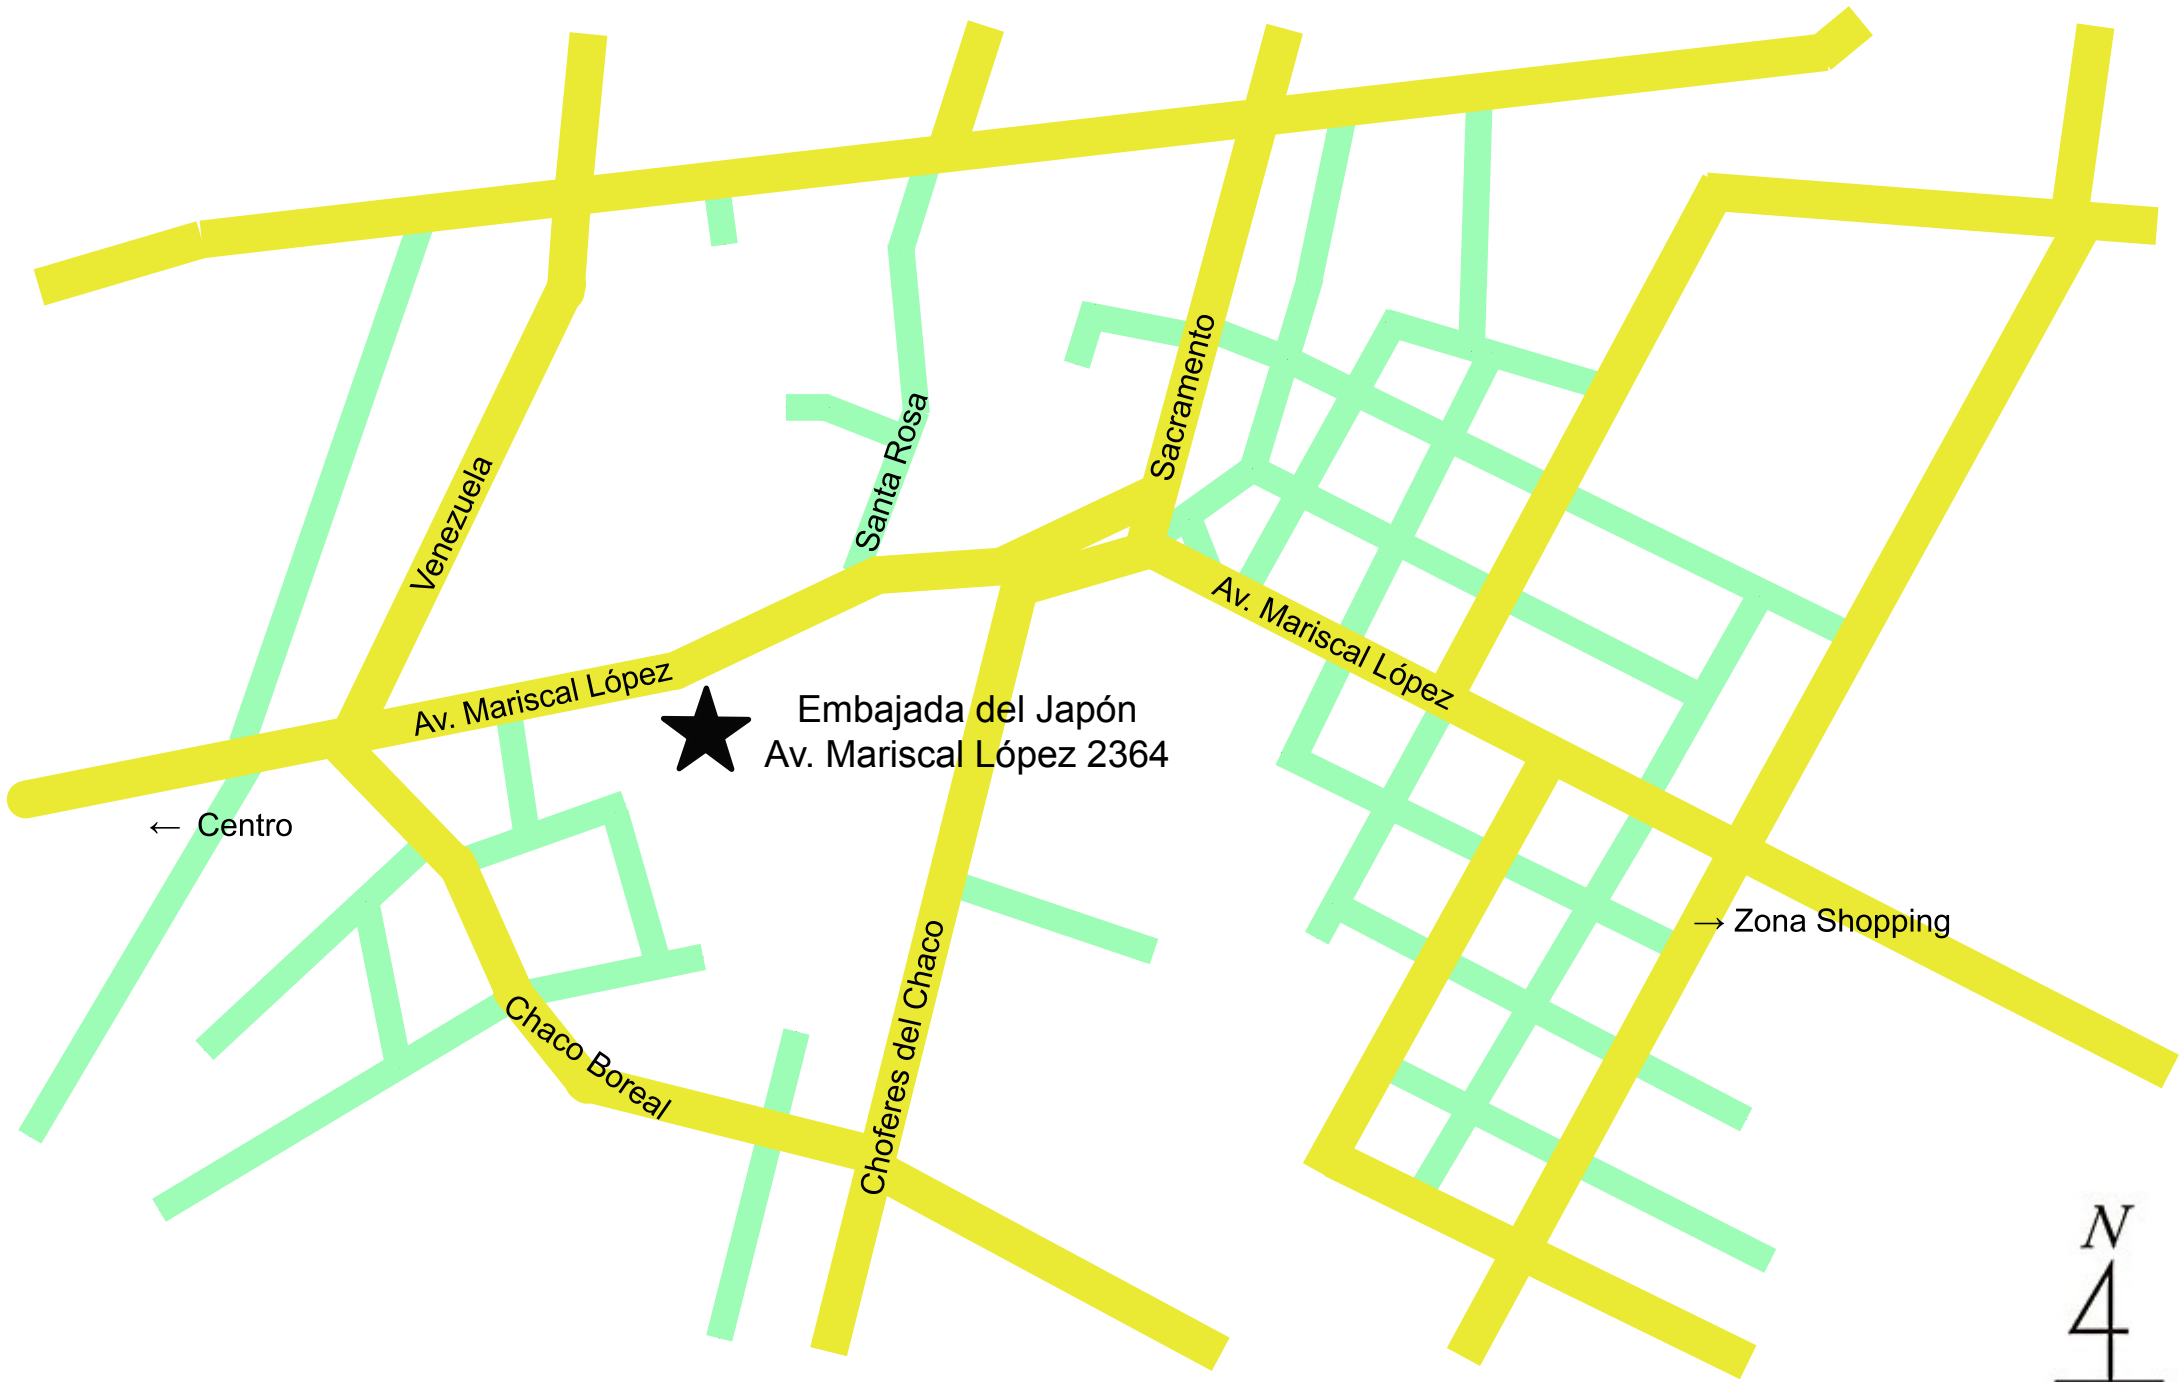 Sacramento
Santa Rosa
Venezuela
Av. Mariscal López
Av. Mariscal López
Embajada del Japón
Av. Mariscal López 2364
← Centro
→ Zona Shopping
Choferes del Chaco
Chaco Boreal
N